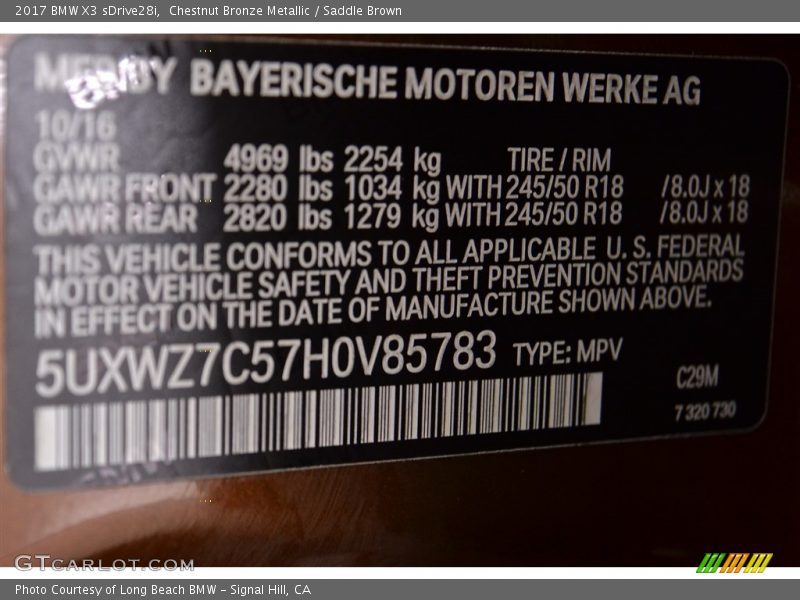 2017 BMW X3 sDrive28i,  Chestnut Bronze Metallic / Saddle Brown
BAYERISCHE MOTOREN WERKE AG
10/16
GVWR 4969 lbs 2254 kg TIRE / RIM
GAWR FRONT 2280 lbs 1034 kg WITH 245/50 R18 /8.0J x 18
GAWR REAR 2820 lbs 1279 kg WITH 245/50 R18 /8.0J x 18
THIS VEHICLE CONFORMS TO ALL APPLICABLE U. S. FEDERAL
MOTOR VEHICLE SAFETY AND THEFT PREVENTION STANDARDS
IN EFFECT ON THE DATE OF MANUFACTURE SHOWN ABOVE.
5UXWZ7C57H0V85783 TYPE: MPV
C29M
7 320 730
GTCARLOT.COM
Photo Courtesy of Long Beach BMW - Signal Hill, CA